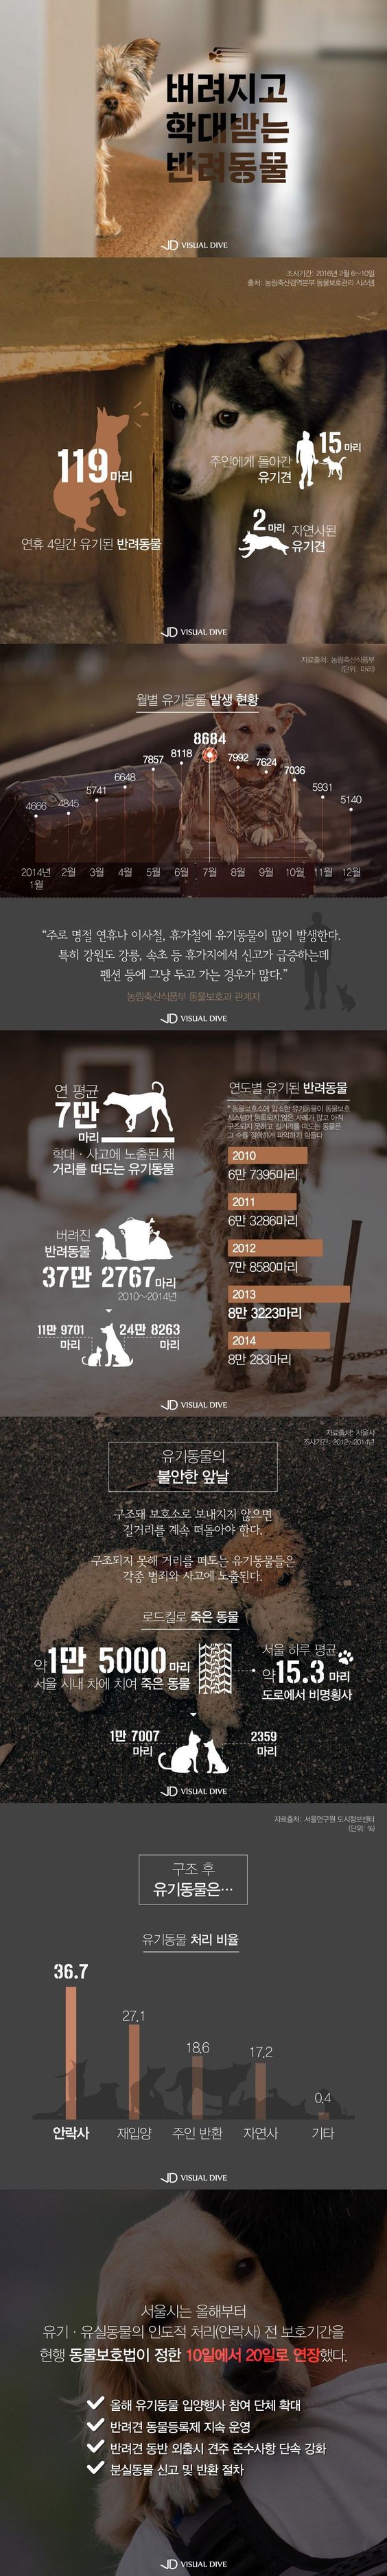 버려지고
학대받는
반려동물
VISUAL DIVE
조사기간: 2016년 2월 6~10일
출처: 농림축산검역본부 동물보호관리 시스템
119마리
연휴 4일간 유기된 반려동물
15마리
주인에게 돌아간
유기견
2마리 자연사된
유기견
VISUAL DIVE
자료출처: 농림축산식품부
(단위: 마리)
월별 유기동물 발생 현황
4666 4845 5741 6648 7857 8118 8684 7992 7624 7036 5931 5140
2014년 2월 3월 4월 5월 6월 7월 8월 9월 10월 11월 12월
1월
“주로 명절 연휴나 이사철, 휴가철에 유기동물이 많이 발생한다.
특히 강원도 강릉, 속초 등 휴가지에서 신고가 급증하는데
펜션 등에 그냥 두고 가는 경우가 많다.”
농림축산식품부 동물보호과 관계자
VISUAL DIVE
연 평균
7만
마리
학대 · 사고에 노출된 채
거리를 떠도는 유기동물
버려진
반려동물
37만 2767마리
2010~2014년
11만 9701
마리
24만 8263
마리
연도별 유기된 반려동물
* 동물보호소에 입소한 유기동물이 동물보호
시스템에 등록되지 않은 사례가 많고 아직
구조되지 못하고 길거리를 떠도는 동물은
그 수를 정확하게 파악하기 힘들다
2010
6만 7395마리
2011
6만 3286마리
2012
7만 8580마리
2013
8만 3223마리
2014
8만 283마리
VISUAL DIVE
자료출처: 서울시
조사기간: 2012~2014년
유기동물의
불안한 앞날
구조돼 보호소로 보내지지 않으면
길거리를 계속 떠돌아야 한다.
구조되지 못해 거리를 떠도는 유기동물들은
각종 범죄와 사고에 노출된다.
로드킬로 죽은 동물
약1만 5000마리
서울 시내 차에 치여 죽은 동물
서울 하루 평균
약15.3 마리
도로에서 비명횡사
1만 7007
마리
2359
마리
VISUAL DIVE
자료출처: 서울연구원 도시정보센터
(단위: %)
구조 후
유기동물은…
유기동물 처리 비율
36.7 27.1 18.6 17.2 0.4
안락사 재입양 주인 반환 자연사 기타
VISUAL DIVE
서울시는 올해부터
유기 · 유실동물의 인도적 처리(안락사) 전 보호기간을
현행 동물보호법이 정한 10일에서 20일로 연장했다.
올해 유기동물 입양행사 참여 단체 확대
반려견 동물등록제 지속 운영
반려견 동반 외출시 견주 준수사항 단속 강화
분실동물 신고 및 반환 절차
VISUAL DIVE